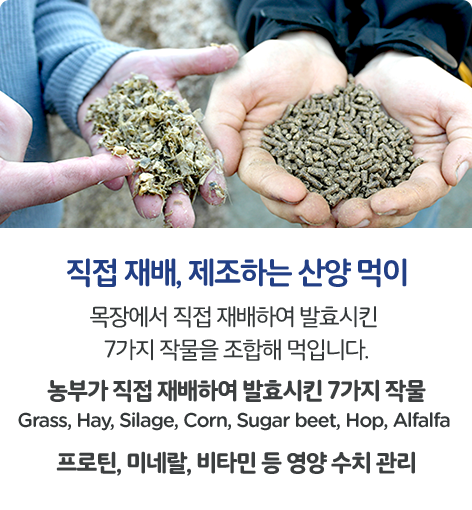 직접 재배, 제조하는 산양 먹이
목장에서 직접 재배하여 발효시킨
7가지 작물을 조합해 먹입니다.
농부가 직접 재배하여 발효시킨 7가지 작물
Grass, Hay, Silage, Corn, Sugar beet, Hop, Alfalfa
프로틴, 미네랄, 비타민 등 영양 수치 관리